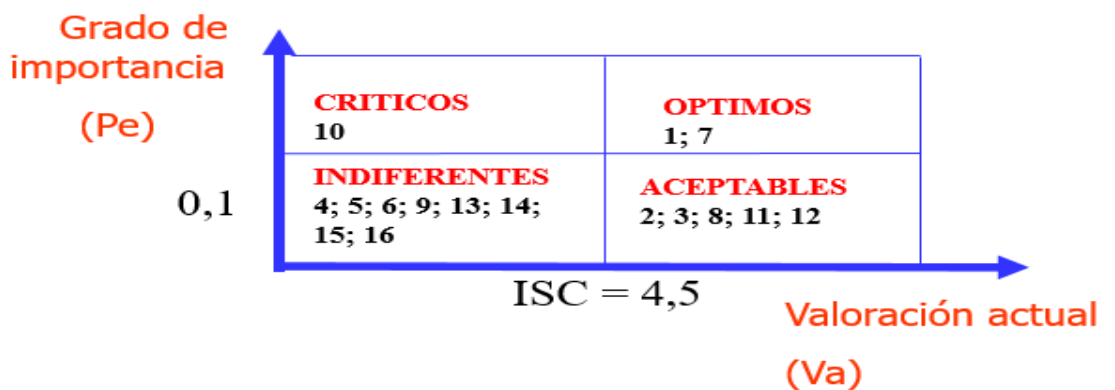 Grado de
importancia
(Pe)
CRITICOS
10
OPTIMOS
1; 7
0,1
INDIFERENTES
4; 5; 6; 9; 13; 14;
15; 16
ACEPTABLES
2; 3; 8; 11; 12
ISC = 4,5
Valoración actual
(Va)